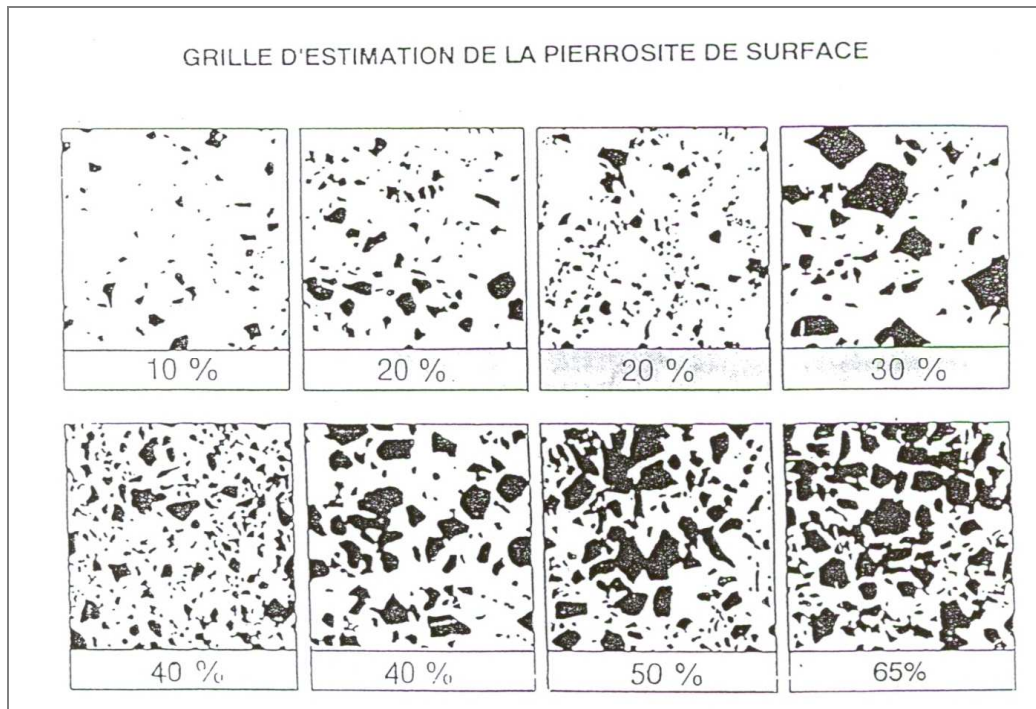 GRILLE D'ESTIMATION DE LA PIERROSITE DE SURFACE
10 % 20 % 20 % 30 %
40 % 40 % 50 % 65%